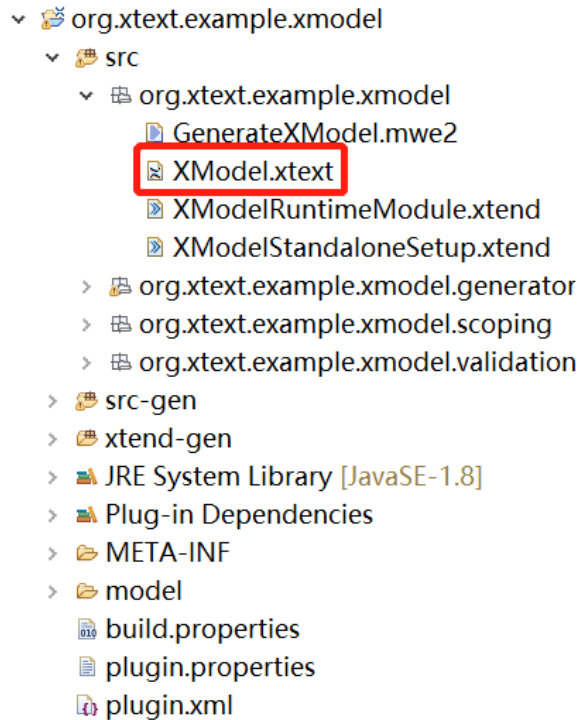 org.xtext.example.xmodel
src
org.xtext.example.xmodel
GenerateXModel.mwe2
XModel.xtext
XModelRuntimeModule.xtend
XModelStandaloneSetup.xtend
org.xtext.example.xmodel.generator
org.xtext.example.xmodel.scoping
org.xtext.example.xmodel.validation
src-gen
xtend-gen
JRE System Library [JavaSE-1.8]
Plug-in Dependencies
META-INF
model
build.properties
plugin.properties
plugin.xml